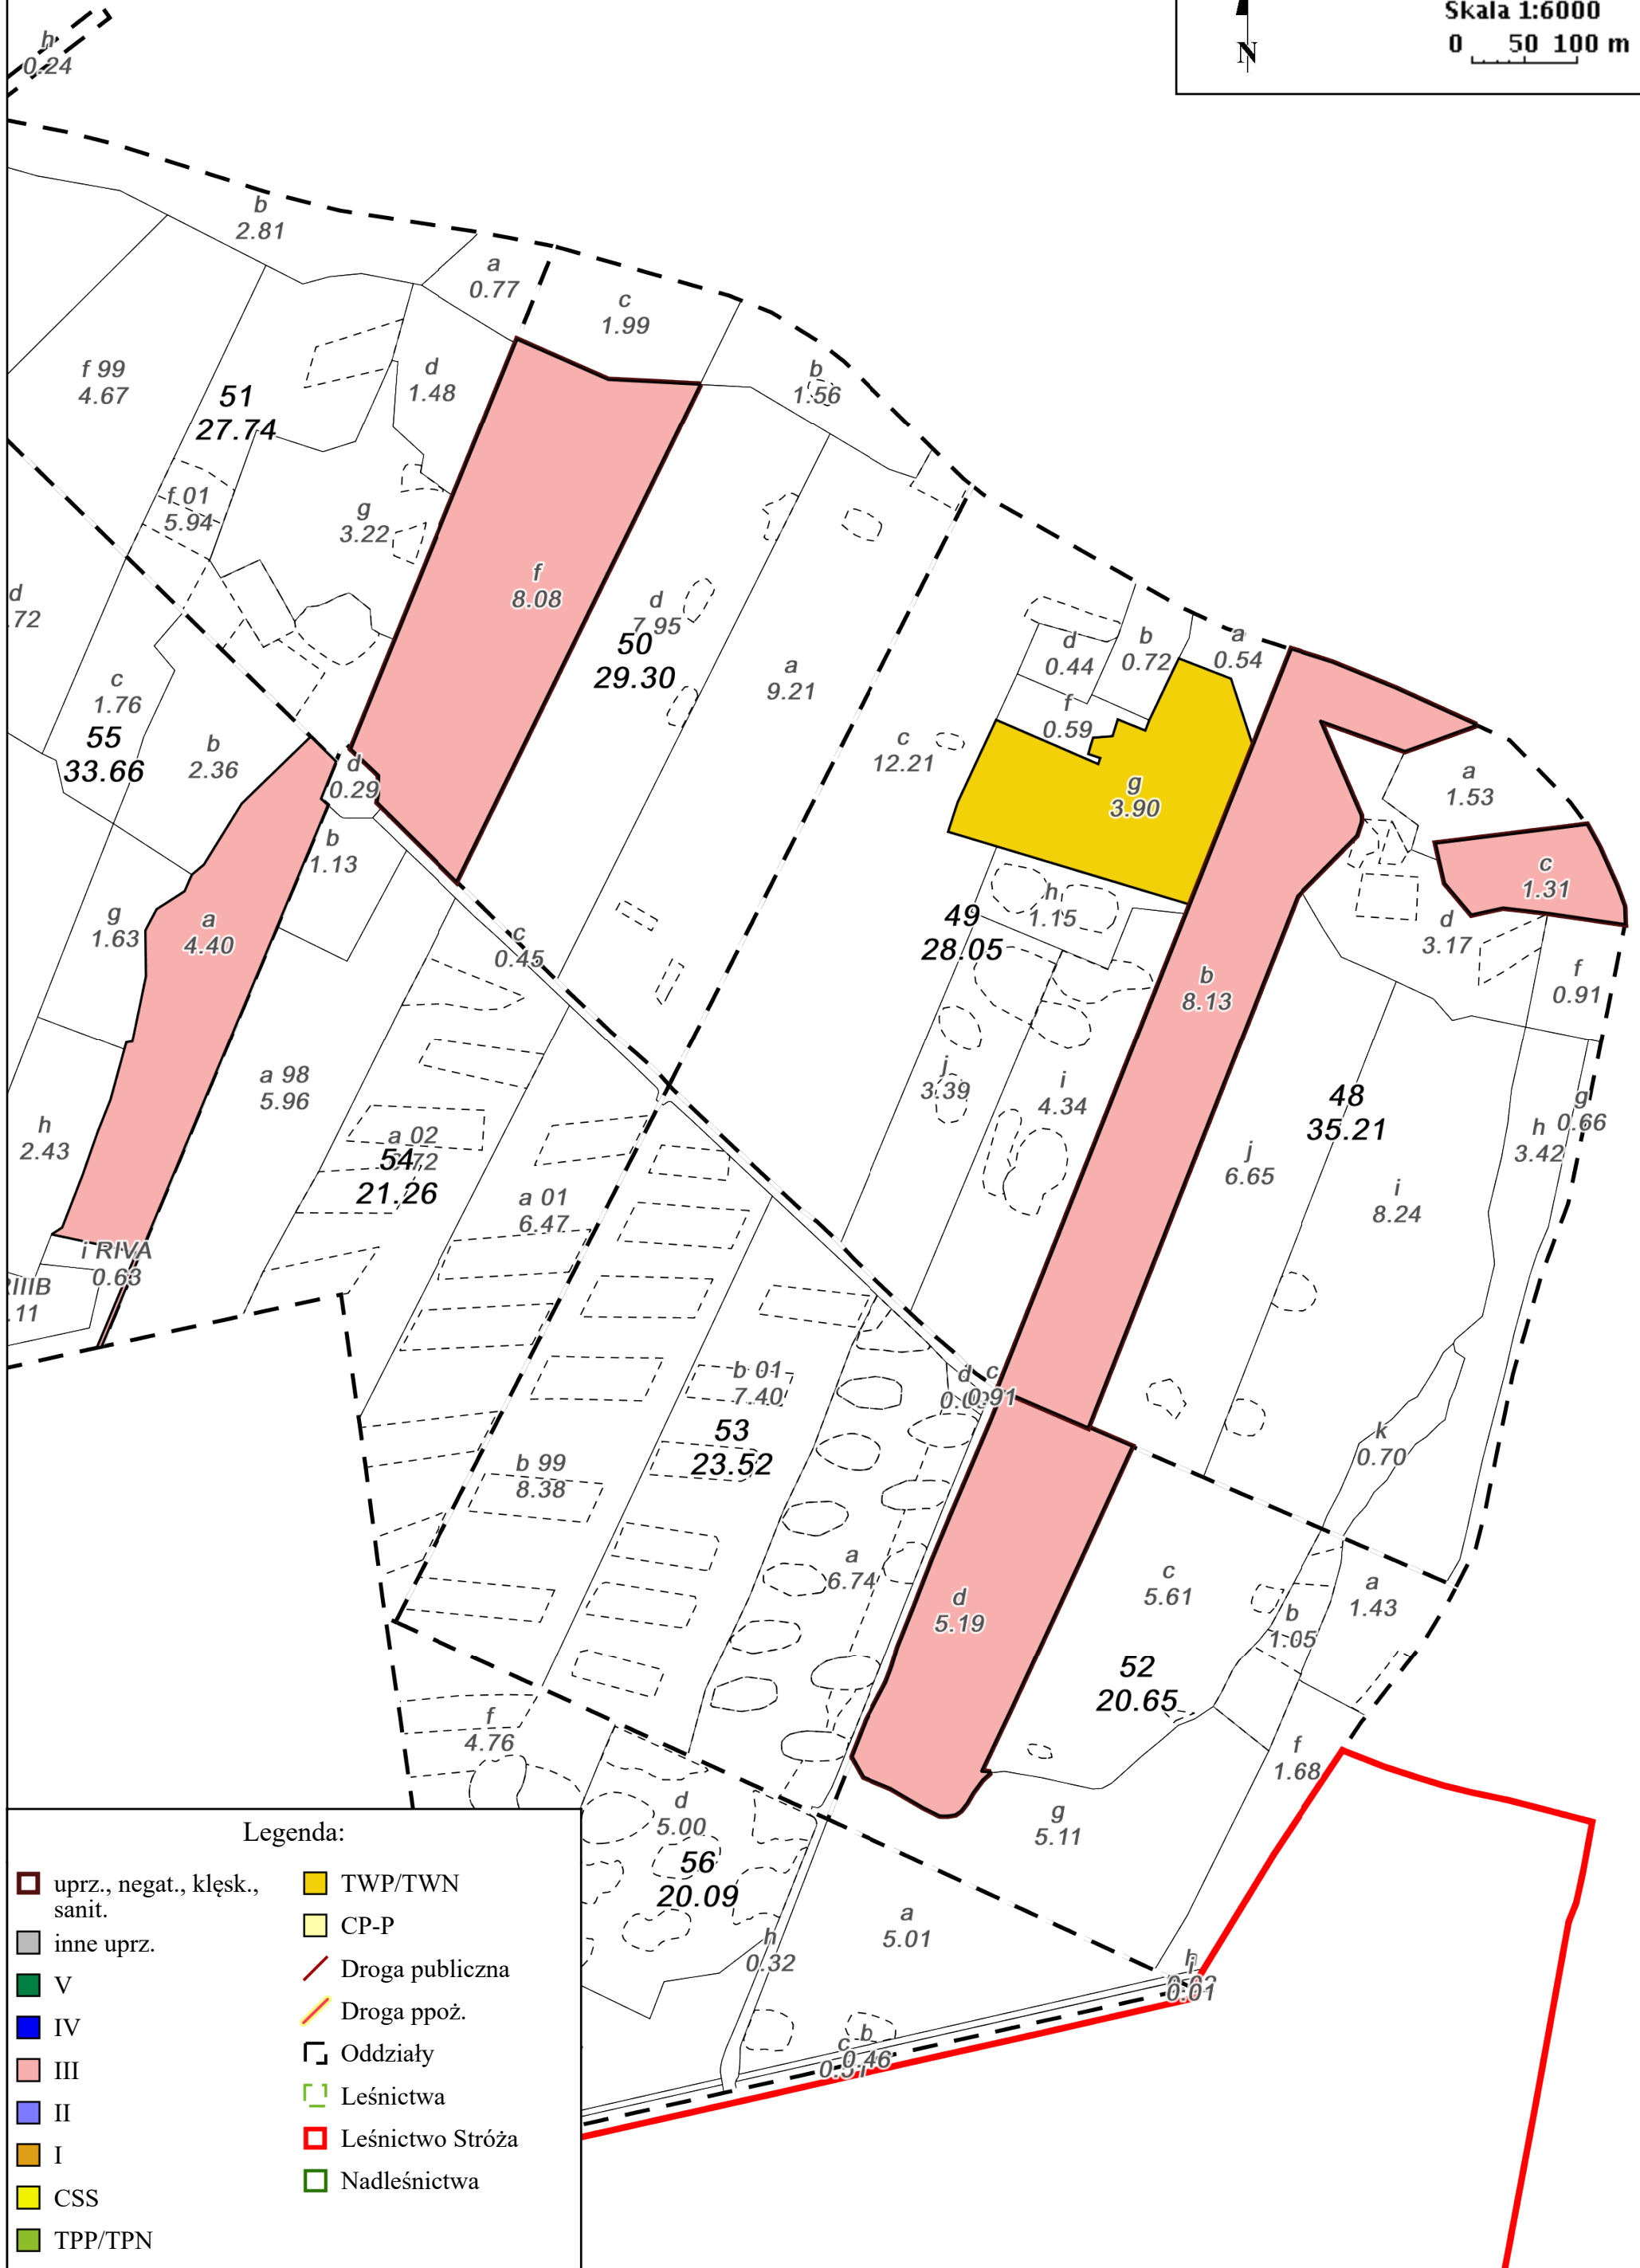 Skala 1:6000
0 50 100 m
N
h
0.24
b
2.81
a
0.77
c
1.99
b
1.56
f 99
4.67
51
27.74
d
1.48
f 01
5.94
g
3.22
f
8.08
d
7.95
50
29.30
a
9.21
d
.72
c
1.76
55
33.66
b
2.36
d
0.29
b
1.13
c
12.21
d
0.44
b
0.72
a
0.54
f
0.59
g
3.90
a
1.53
c
1.31
d
3.17
f
0.91
g
1.63
a
4.40
c
0.45
49
28.05
h
1.15
b
8.13
j
3.39
i
4.34
48
35.21
g
0.66
h
3.42
j
6.65
i
8.24
h
2.43
a 98
5.96
a 02
54
21.26
a 01
6.47
i RIVA
0.63
RIIIB
.11
d
c
0.91
b 01
7.40
53
23.52
b 99
8.38
k
0.70
a
6.74
d
5.19
c
5.61
a
1.43
b
1.05
52
20.65
f
4.76
f
1.68
d
5.00
g
5.11
56
20.09
a
5.01
h
0.32
h
i
0.01
c
b
0.46
Legenda:
uprz., negat., klęsk.,
sanit.
inne uprz.
V
IV
III
II
I
CSS
TPP/TPN
TWP/TWN
CP-P
Droga publiczna
Droga ppoż.
Oddziały
Leśnictwa
Leśnictwo Stróża
Nadleśnictwa